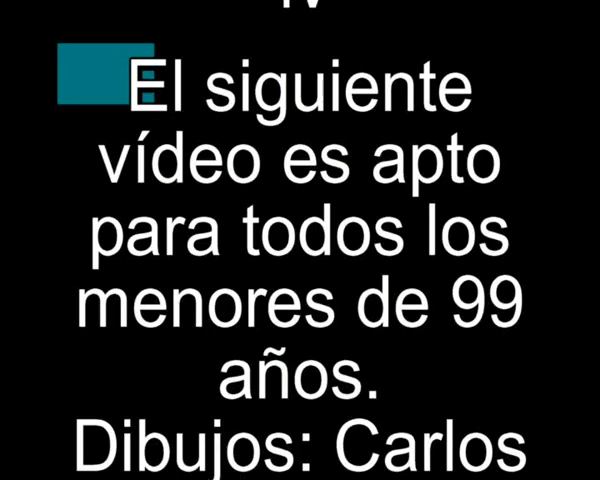 El siguiente
vídeo es apto
para todos los
menores de 99
años.
Dibujos: Carlos